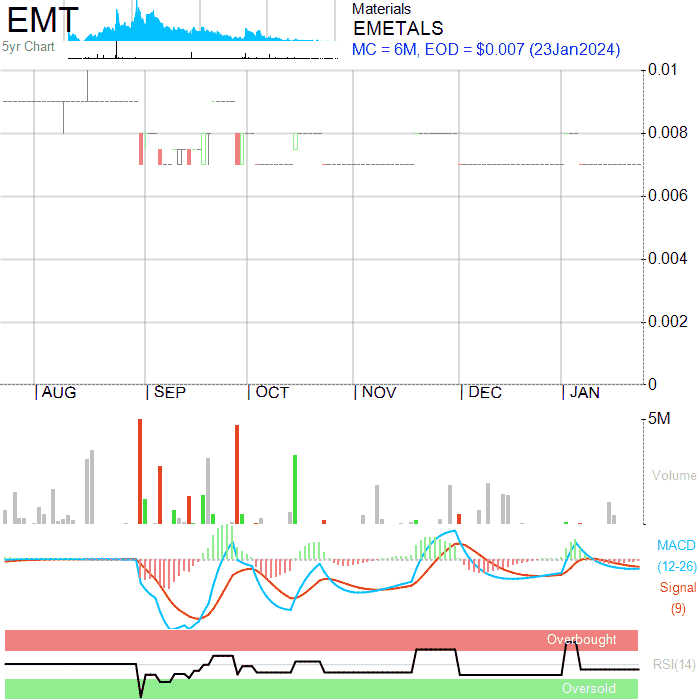 EMT
5yr Chart
Materials
EMETALS
MC = 6M, EOD = $0.007 (23Jan2024)
0.01
0.008
0.006
0.004
0.002
0
AUG SEP OCT NOV DEC JAN
5M
Volume
MACD
(12-26)
Signal
(9)
Overbought
RSI(14)
Oversold